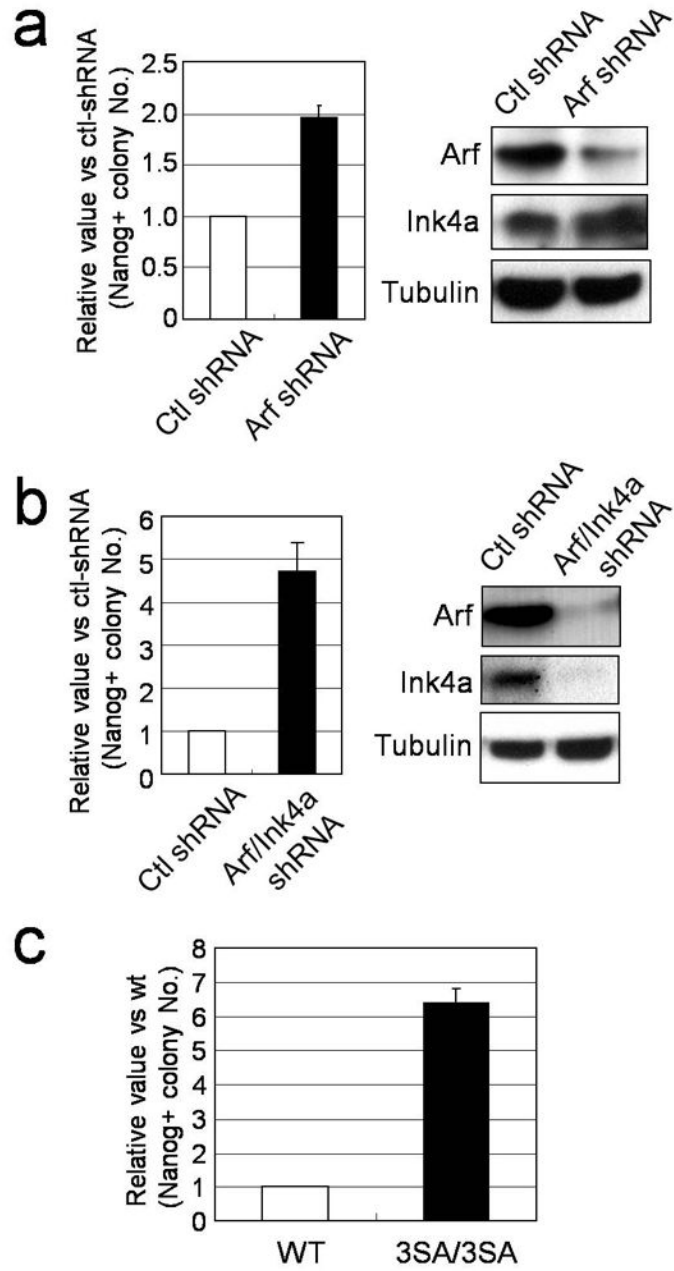 a
Relative value vs ctl-shRNA
(Nanog+ colony No.)
2.5
2.0
1.5
1.0
0.5
0
Ctl shRNA
Arf shRNA
Ctl shRNA
Arf shRNA
Arf
Ink4a
Tubulin
b
Relative value vs ctl-shRNA
(Nanog+ colony No.)
6
5
4
3
2
1
0
Ctl shRNA
Arf/Ink4a
shRNA
Ctl shRNA
Arf/Ink4a
shRNA
Arf
Ink4a
Tubulin
c
Relative value vs wt
(Nanog+ colony No.)
8
7
6
5
4
3
2
1
0
WT
3SA/3SA